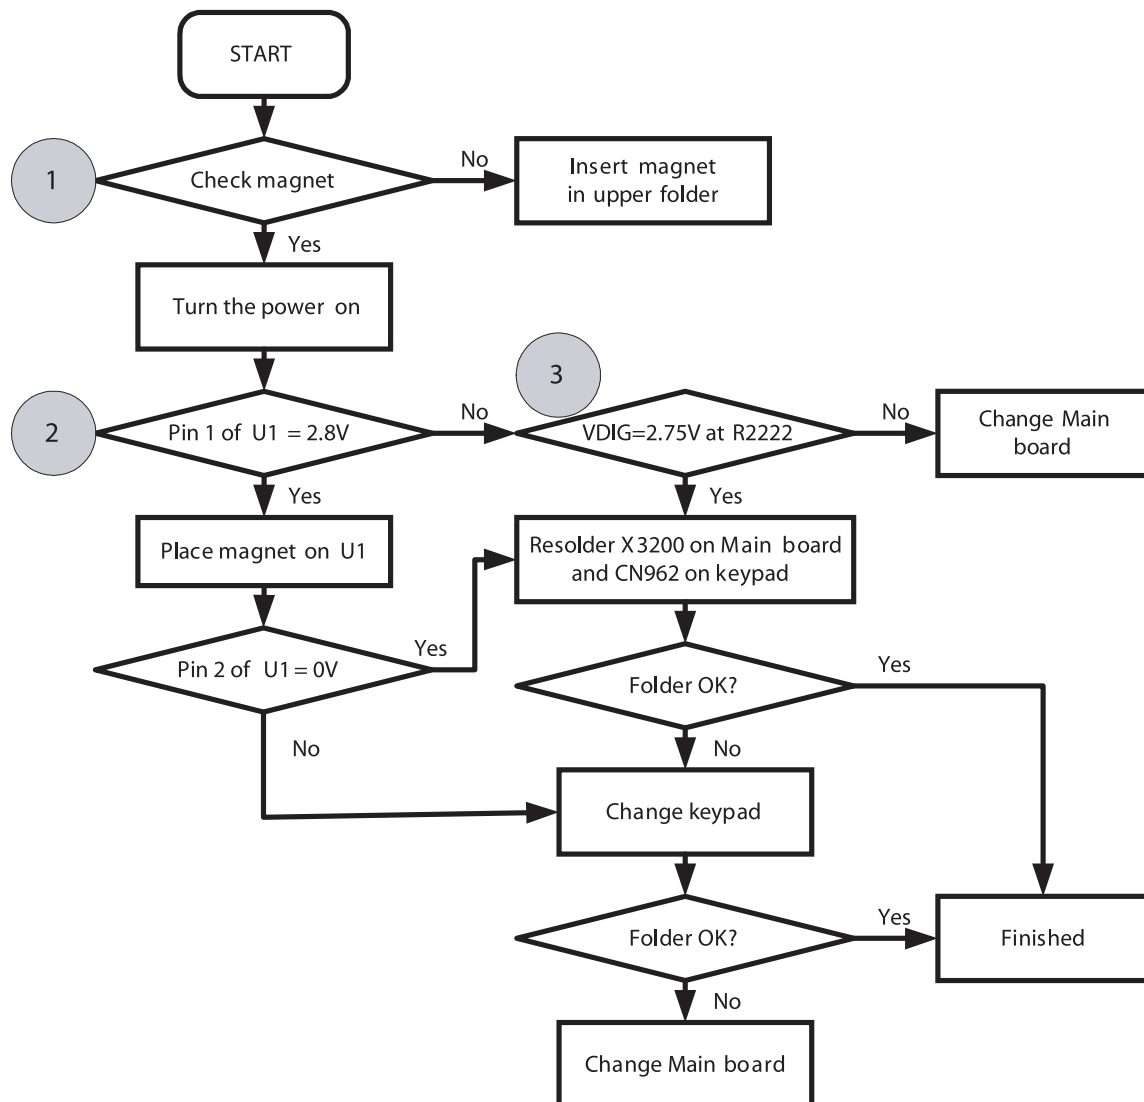 START
1
Check magnet
No
Insert magnet
in upper folder
Yes
Turn the power on
3
2
Pin 1 of U1 = 2.8V
No
VDIG=2.75V at R2222
No
Change Main
board
Yes
Yes
Place magnet on U1
Resolder X3200 on Main board
and CN962 on keypad
Pin 2 of U1 = 0V
Yes
Folder OK?
Yes
No
No
Change keypad
Folder OK?
Yes
Finished
No
Change Main board